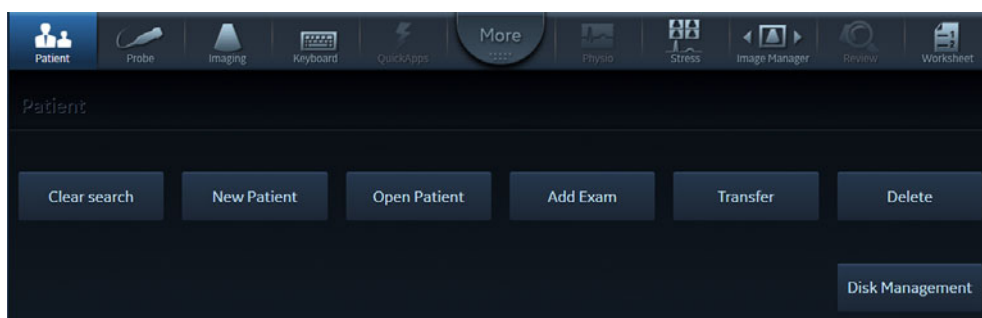 Patient Probe Imaging Keyboard QuickApps More Physio Stress Image Manager Review Worksheet
Patient
Clear search New Patient Open Patient Add Exam Transfer Delete
Disk Management